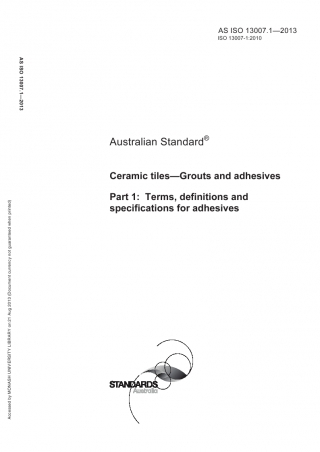 AS ISO 13007.1—2013
ISO 13007-1:2010
AS ISO 13007.1—2013
Australian Standard®
Ceramic tiles—Grouts and adhesives
Part 1: Terms, definitions and
specifications for adhesives
Accessed by MONASH UNIVERSITY LIBRARY on 21 Aug 2013 (Document currency not guaranteed when printed)
STANDARDS
Australia